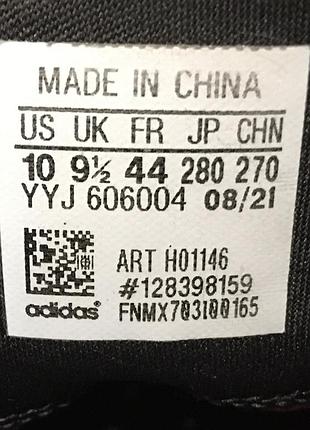 MADE IN CHINA
US UK FR JP CHN
10 9½ 44 280 270
YYJ 606004 08/21
ART H01146
#128398159
adidas® FNMX703I00165